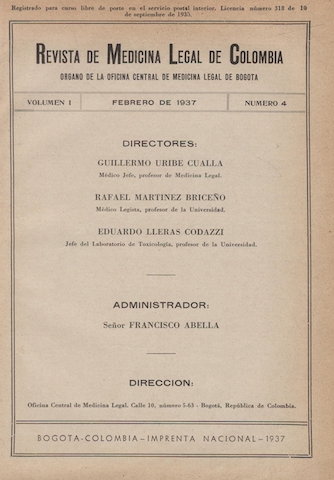 Registrado para curso libre de porte en el servicio postal interior. Licencia número 318 de 10
de septiembre de 1935.
REVISTA DE MEDICINA LEGAL DE COLOMBIA
ORGANO DE LA OFICINA CENTRAL DE MEDICINA LEGAL DE BOGOTA
VOLUMEN I FEBRERO DE 1937 NUMERO 4
DIRECTORES:
GUILLERMO URIBE CUALLA
Médico Jefe, profesor de Medicina Legal.
RAFAEL MARTINEZ BRICEÑO
Médico Legista, profesor de la Universidad.
EDUARDO LLERAS CODAZZI
Jefe del Laboratorio de Toxicología, profesor de la Universidad.
ADMINISTRADOR:
Señor FRANCISCO ABELLA
DIRECCION:
Oficina Central de Medicina Legal. Calle 10, número 5-63 - Bogotá, República de Colombia.
BOGOTA-COLOMBIA-IMPRENTA NACIONAL-1937